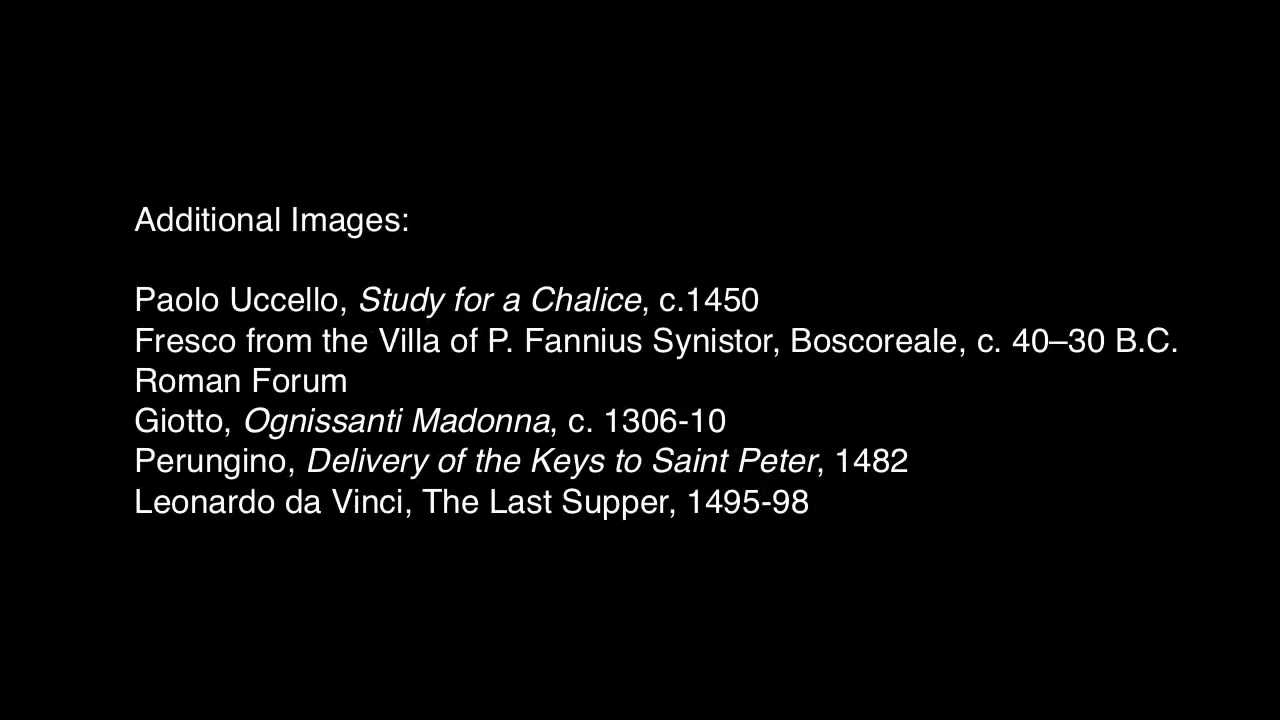 Additional Images:
Paolo Uccello, Study for a Chalice, c.1450
Fresco from the Villa of P. Fannius Synistor, Boscoreale, c. 40–30 B.C.
Roman Forum
Giotto, Ognissanti Madonna, c. 1306-10
Perungino, Delivery of the Keys to Saint Peter, 1482
Leonardo da Vinci, The Last Supper, 1495-98